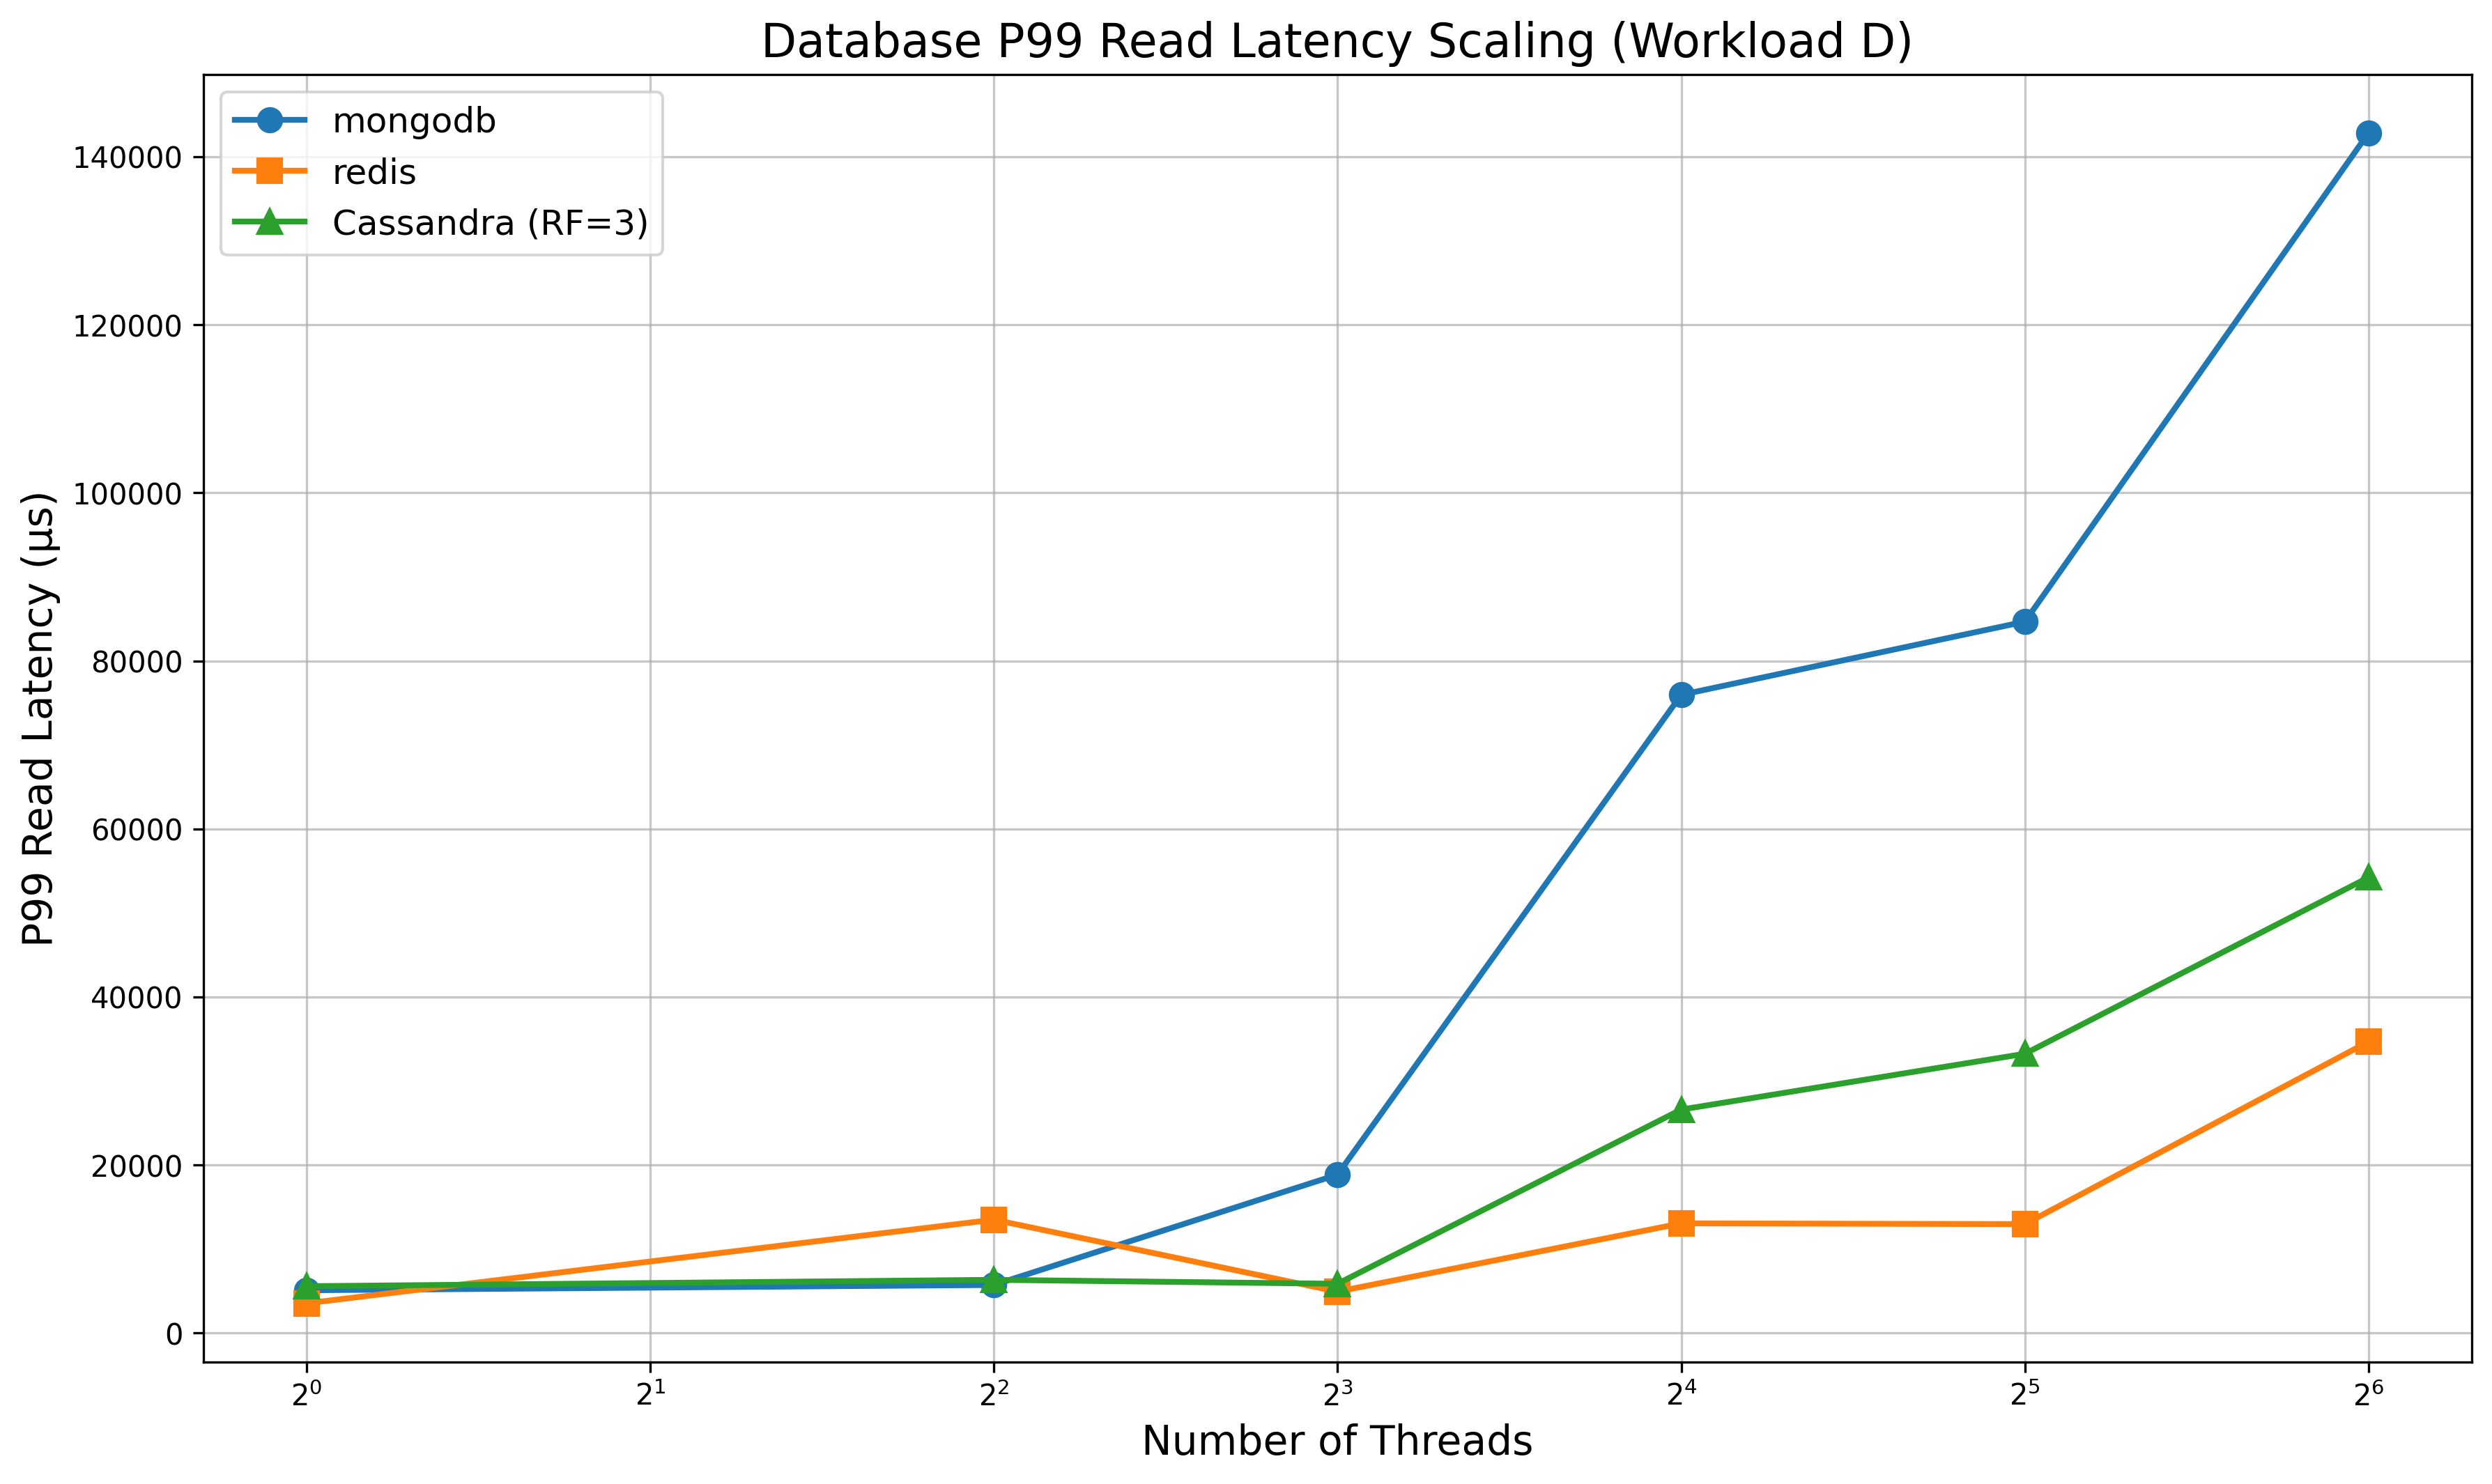 Database P99 Read Latency Scaling (Workload D)
mongodb
redis
Cassandra (RF=3)
P99 Read Latency (µs)
140000
120000
100000
80000
60000
40000
20000
0
2⁰
2¹
2²
2³
2⁴
2⁵
2⁶
Number of Threads